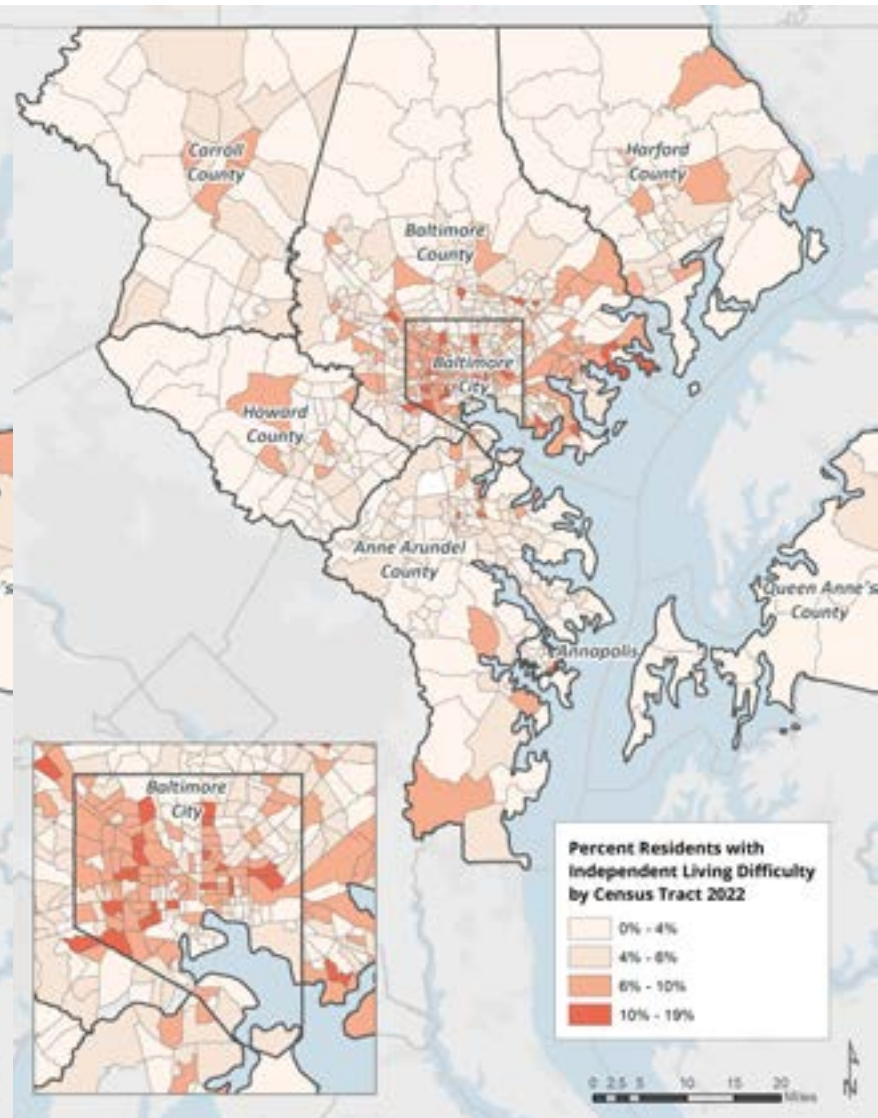 Carroll
County
Harford
County
Baltimore
County
Baltimore
City
Howard
County
Anne Arundel
County
Queen Anne's
County
's
Annapolis
Baltimore
City
Percent Residents with
Independent Living Difficulty
by Census Tract 2022
0% - 4%
4% - 6%
6% - 10%
10% - 19%
0 2.5 5 10 15 20
Miles
N